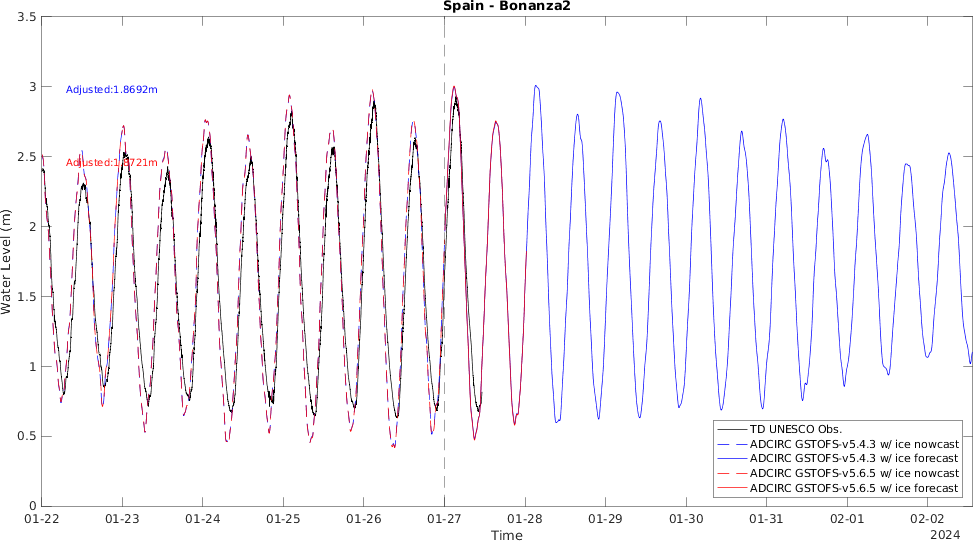 Spain - Bonanza2
3.5
3
2.5
2
1.5
1
0.5
0
Water Level (m)
Adjusted:1.8692m
Adjusted:1.8721m
TD UNESCO Obs.
ADCIRC GSTOFS-v5.4.3 w/ ice nowcast
ADCIRC GSTOFS-v5.4.3 w/ ice forecast
ADCIRC GSTOFS-v5.6.5 w/ ice nowcast
ADCIRC GSTOFS-v5.6.5 w/ ice forecast
01-22 01-23 01-24 01-25 01-26 01-27 01-28 01-29 01-30 01-31 02-01 02-02
Time
2024